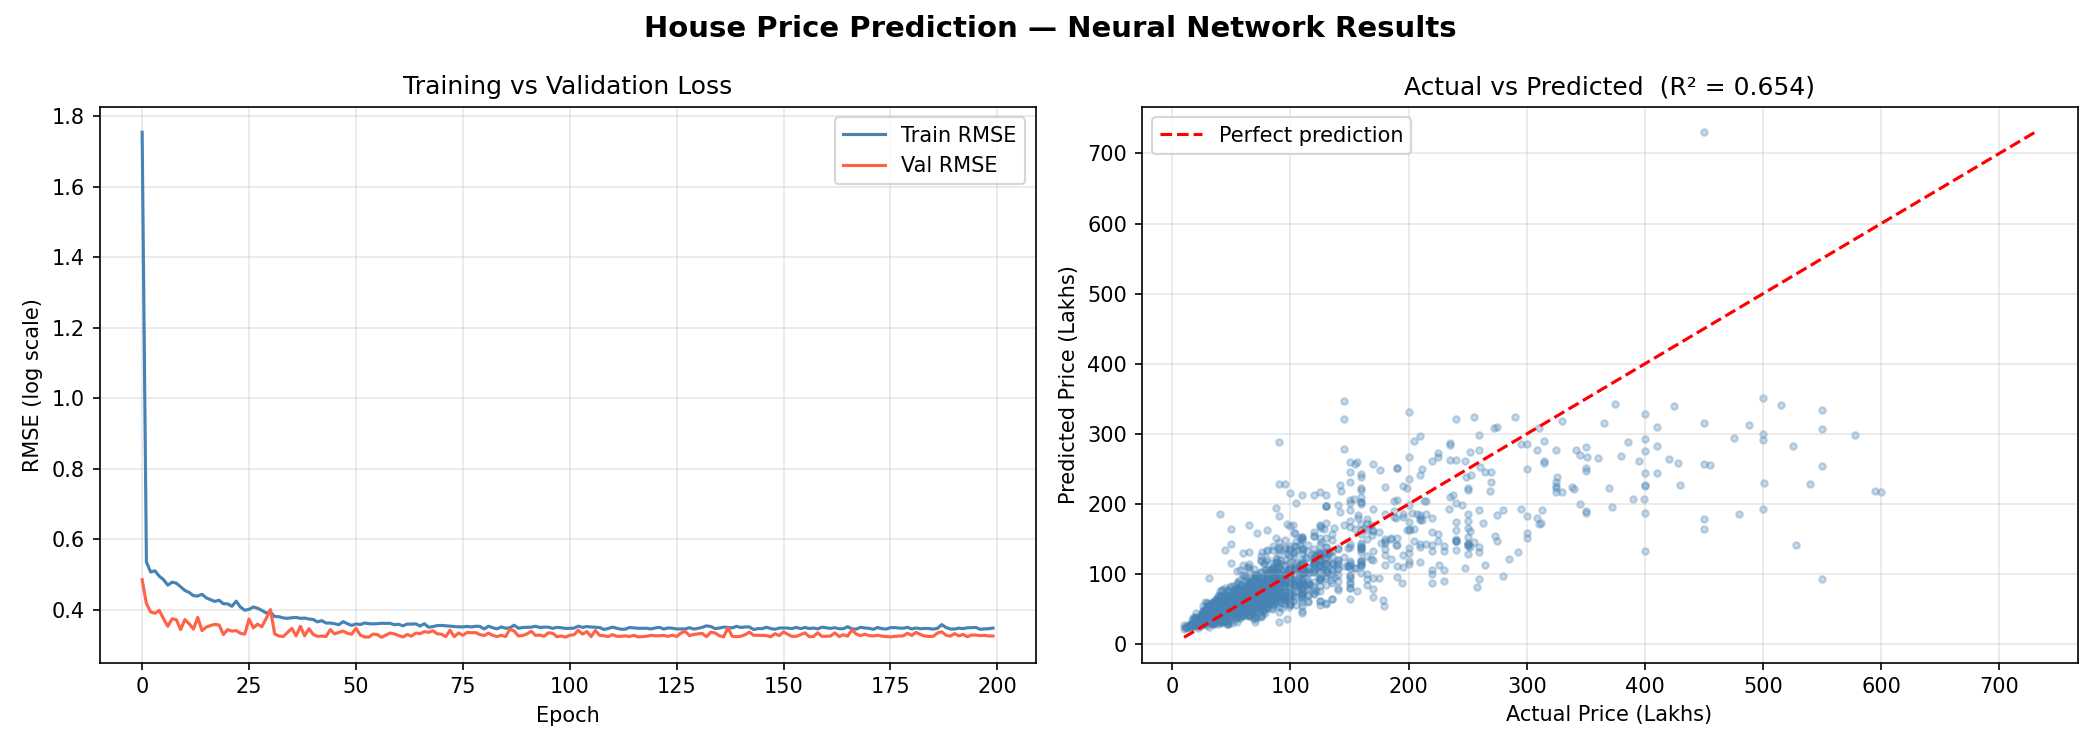 House Price Prediction — Neural Network Results
Training vs Validation Loss
1.8
1.6
1.4
1.2
1.0
0.8
0.6
0.4
RMSE (log scale)
Train RMSE
Val RMSE
0 25 50 75 100 125 150 175 200
Epoch
Actual vs Predicted (R² = 0.654)
700
600
500
400
300
200
100
0
Predicted Price (Lakhs)
Perfect prediction
0 100 200 300 400 500 600 700
Actual Price (Lakhs)